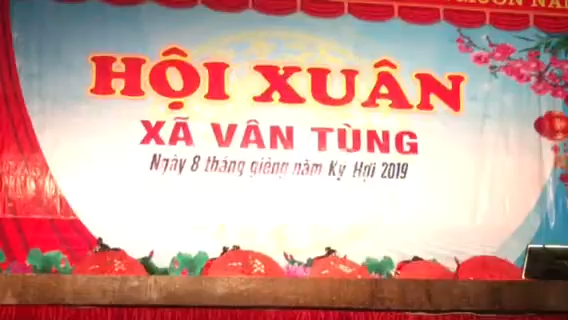 HỘI XUÂN
XÃ VÂN TÙNG
Ngày 8 tháng giêng năm Kỷ Hợi 2019